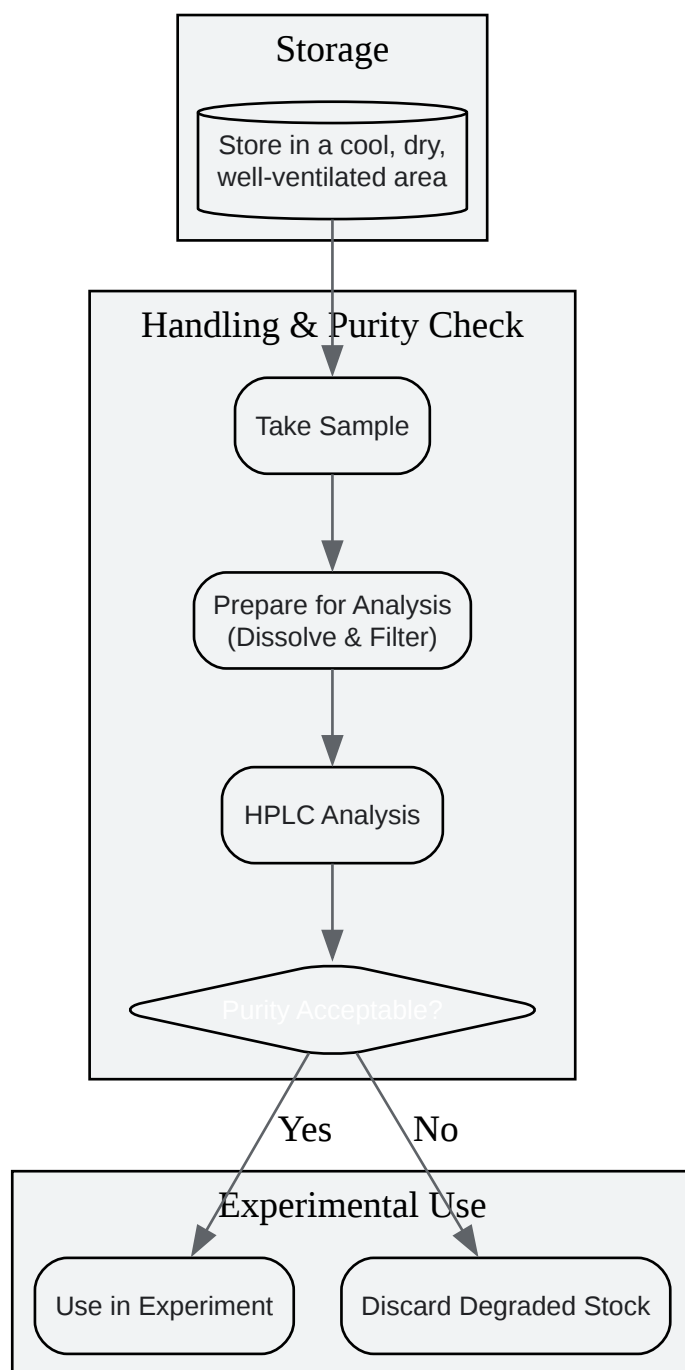 Storage
Store in a cool, dry,
well-ventilated area
Handling & Purity Check
Take Sample
Prepare for Analysis
(Dissolve & Filter)
HPLC Analysis
Purity Acceptable?
Yes
No
Experimental Use
Use in Experiment
Discard Degraded Stock